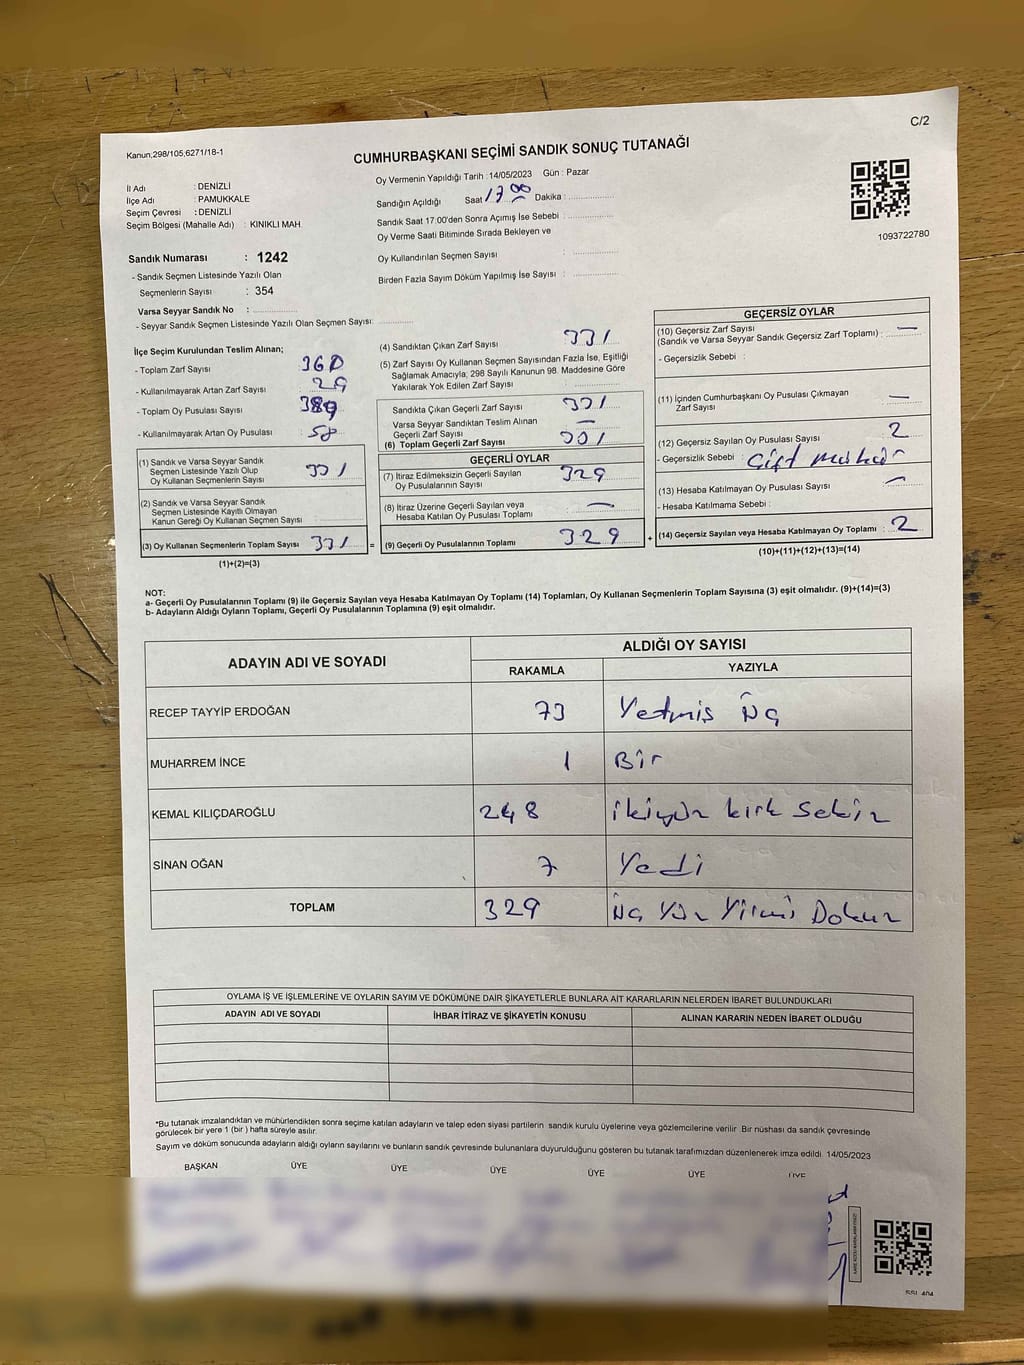 C/2
Kanun;298/105;6271/18-1
CUMHURBAŞKANI SEÇİMİ SANDIK SONUÇ TUTANAĞI
1093722780
İl Adı : DENİZLİ
İlçe Adı : PAMUKKALE
Seçim Çevresi : DENİZLİ
Seçim Bölgesi (Mahalle Adı) : KINIKLI MAH
Sandık Numarası : 1242
- Sandık Seçmen Listesinde Yazılı Olan
Seçmenlerin Sayısı : 354
Varsa Seyyar Sandık No :
- Seyyar Sandık Seçmen Listesinde Yazılı Olan Seçmen Sayısı:
Oy Vermenin Yapıldığı Tarih :14/05/2023 Gün : Pazar
Sandığın Açıldığı Saat 17 00 Dakika :
Sandık Saat 17.00'den Sonra Açımış İse Sebebi :
Oy Verme Saati Bitiminde Sırada Bekleyen ve
Oy Kullandırılan Seçmen Sayısı :
Birden Fazla Sayım Döküm Yapılmış İse Sayısı :
İlçe Seçim Kurulundan Teslim Alınan;
- Toplam Zarf Sayısı : 360
- Kullanılmayarak Artan Zarf Sayısı : 29
- Toplam Oy Pusulası Sayısı : 389
- Kullanılmayarak Artan Oy Pusulası : 58
(1) Sandık ve Varsa Seyyar Sandık
Seçmen Listesinde Yazılı Olup
Oy Kullanan Seçmenlerin Sayısı : 331
(2) Sandık ve Varsa Seyyar Sandık
Seçmen Listesinde Kayıtlı Olmayan
Kanun Gereği Oy Kullanan Seçmen Sayısı :
(3) Oy Kullanan Seçmenlerin Toplam Sayısı : 331 =
(1)+(2)=(3)
(4) Sandıktan Çıkan Zarf Sayısı : 331
(5) Zarf Sayısı Oy Kullanan Seçmen Sayısından Fazla İse, Eşitliği
Sağlamak Amacıyla; 298 Sayılı Kanunun 98. Maddesine Göre
Yakılarak Yok Edilen Zarf Sayısı :
Sandıkta Çıkan Geçerli Zarf Sayısı : 331
Varsa Seyyar Sandıktan Teslim Alınan
Geçerli Zarf Sayısı : —
(6) Toplam Geçerli Zarf Sayısı : 331
GEÇERLİ OYLAR
(7) İtiraz Edilmeksizin Geçerli Sayılan
Oy Pusulalarının Sayısı : 329
(8) İtiraz Üzerine Geçerli Sayılan veya
Hesaba Katılan Oy Pusulası Toplamı : —
(9) Geçerli Oy Pusulalarının Toplamı : 329 +
GEÇERSİZ OYLAR
(10) Geçersiz Zarf Sayısı
(Sandık ve Varsa Seyyar Sandık Geçersiz Zarf Toplamı) : —
- Geçersizlik Sebebi :
(11) İçinden Cumhurbaşkanı Oy Pusulası Çıkmayan
Zarf Sayısı : —
(12) Geçersiz Sayılan Oy Pusulası Sayısı : 2
- Geçersizlik Sebebi : Çift mühür
(13) Hesaba Katılmayan Oy Pusulası Sayısı : —
- Hesaba Katılmama Sebebi :
(14) Geçersiz Sayılan veya Hesaba Katılmayan Oy Toplamı : 2
(10)+(11)+(12)+(13)=(14)
NOT:
a- Geçerli Oy Pusulalarının Toplamı (9) ile Geçersiz Sayılan veya Hesaba Katılmayan Oy Toplamı (14) Toplamları, Oy Kullanan Seçmenlerin Toplam Sayısına (3) eşit olmalıdır. (9)+(14)=(3)
b- Adayların Aldığı Oyların Toplamı, Geçerli Oy Pusulalarının Toplamına (9) eşit olmalıdır.
ADAYIN ADI VE SOYADI ALDIĞI OY SAYISI
RAKAMLA YAZIYLA
RECEP TAYYİP ERDOĞAN 73 Yetmiş üç
MUHARREM İNCE 1 Bir
KEMAL KILIÇDAROĞLU 248 ikiyüz kırk sekiz
SİNAN OĞAN 7 Yedi
TOPLAM 329 üç Yüz Yirmi Dokuz
OYLAMA İŞ VE İŞLEMLERİNE VE OYLARIN SAYIM VE DÖKÜMÜNE DAİR ŞİKAYETLERLE BUNLARA AİT KARARLARIN NELERDEN İBARET BULUNDUKLARI
ADAYIN ADI VE SOYADI İHBAR İTİRAZ VE ŞİKAYETİN KONUSU ALINAN KARARIN NEDEN İBARET OLDUĞU
*Bu tutanak imzalandıktan ve mühürlendikten sonra seçime katılan adayların ve talep eden siyasi partilerin sandık kurulu üyelerine veya gözlemcilerine verilir. Bir nüshası da sandık çevresinde
görülecek bir yere 1 (bir ) hafta süreyle asılır.
Sayım ve döküm sonucunda adayların aldığı oyların sayılarını ve bunların sandık çevresinde bulunanlara duyurulduğunu gösteren bu tutanak tarafımızdan düzenlenerek imza edildi. 14/05/2023
BAŞKAN ÜYE ÜYE ÜYE ÜYE ÜYE ÜYE